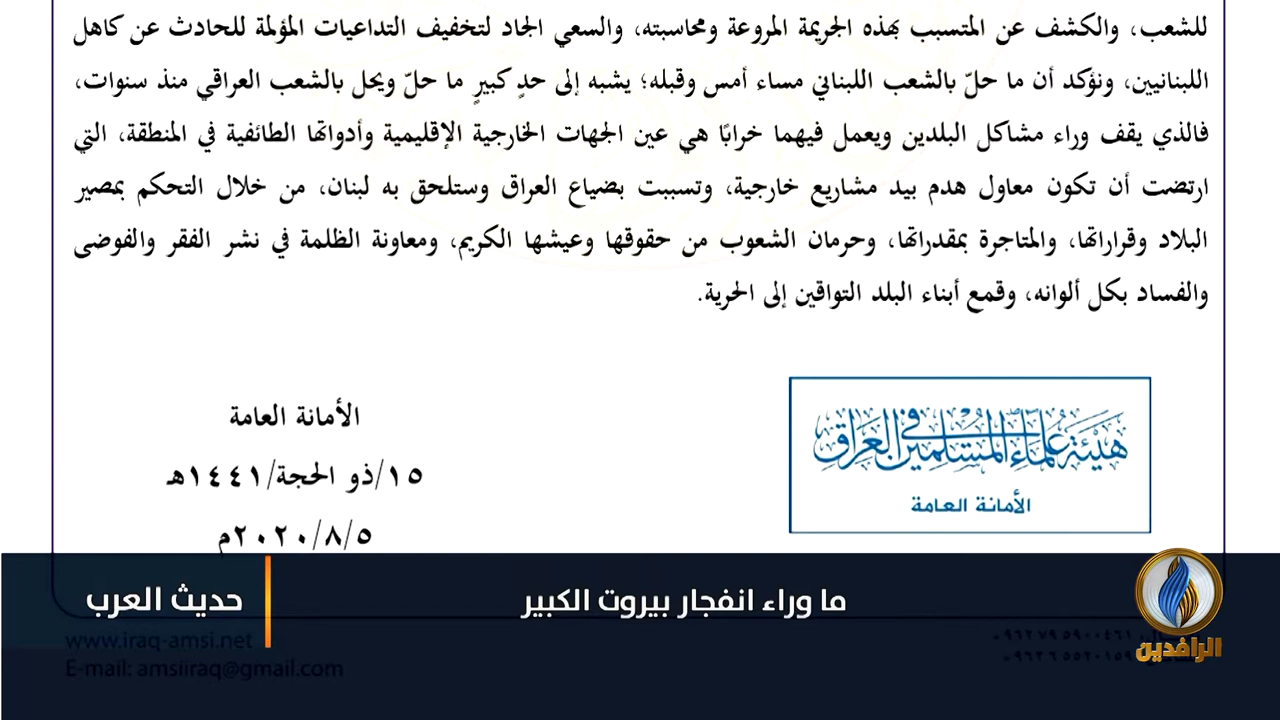 للشعب، والكشف عن المتسبب بهذه الجريمة المروعة ومحاسبته، والسعي الجاد لتخفيف التداعيات المؤلمة للحادث عن كاهل
اللبنانيين، ونؤكد أن ما حلّ بالشعب اللبناني مساء أمس وقبله؛ يشبه إلى حدٍ كبيرٍ ما حلّ ويحل بالشعب العراقي منذ سنوات،
فالذي يقف وراء مشاكل البلدين ويعمل فيهما خرابًا هي عين الجهات الخارجية الإقليمية وأدواتها الطائفية في المنطقة، التي
ارتضت أن تكون معاول هدم بيد مشاريع خارجية، وتسببت بضياع العراق وستلحق به لبنان، من خلال التحكم بمصير
البلاد وقراراتها، والمتاجرة بمقدراتها، وحرمان الشعوب من حقوقها وعيشها الكريم، ومعاونة الظلمة في نشر الفقر والفوضى
والفساد بكل ألوانه، وقمع أبناء البلد التواقين إلى الحرية.
هيئة علماء المسلمين في العراق
الأمانة العامة
الأمانة العامة
١٥/ذو الحجة/١٤٤١هـ
٢٠٢٠/٨/٥م
ما وراء انفجار بيروت الكبير
حديث العرب
الرافدين
www.iraq-amsi.net
E-mail: amsiiraq@gmail.com